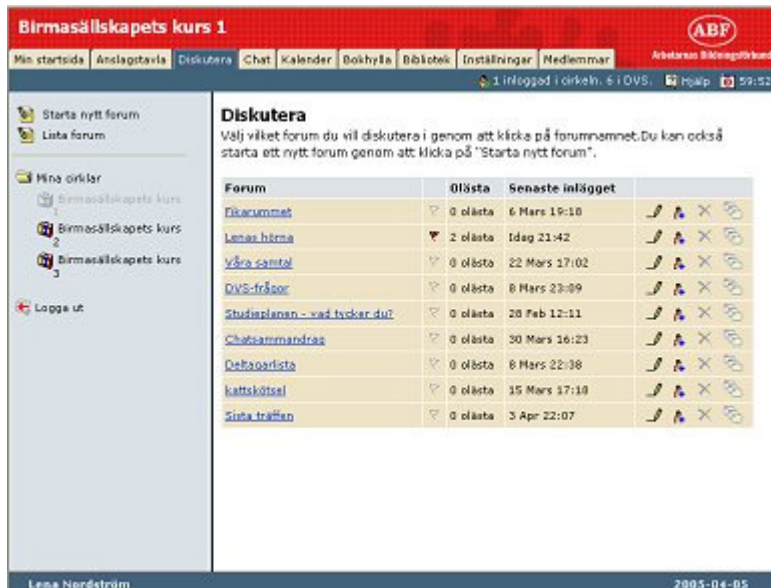 Birmasällskapets kurs 1
ABF
Arbetarnas Bildningsförbund
Min startsida Anslagstavla Diskutera Chat Kalender Bokhylla Bibliotek Inställningar Medlemmar
1 inloggad i cirkeln. 6 i DVS. Hjälp 59:52
Starta nytt forum
Lista forum
Mina cirklar
Birmasällskapets kurs
1
Birmasällskapets kurs
2
Birmasällskapets kurs
3
Logga ut
Diskutera
Välj vilket forum du vill diskutera i genom att klicka på forumnamnet.Du kan också
starta ett nytt forum genom att klicka på "Starta nytt forum".
Forum Olästa Senaste inlägget
Fikarummet 0 olästa 6 Mars 19:18
Lenas hörna 2 olästa Idag 21:42
Våra samtal 0 olästa 22 Mars 17:02
DVS-frågor 0 olästa 8 Mars 23:09
Studieplanen - vad tycker du? 0 olästa 28 Feb 12:11
Chatsammandrag 0 olästa 30 Mars 16:23
Deltagarlista 0 olästa 8 Mars 22:38
kattskötsel 0 olästa 15 Mars 17:18
Sista träffen 0 olästa 3 Apr 22:07
Lena Nordström 2005-04-05